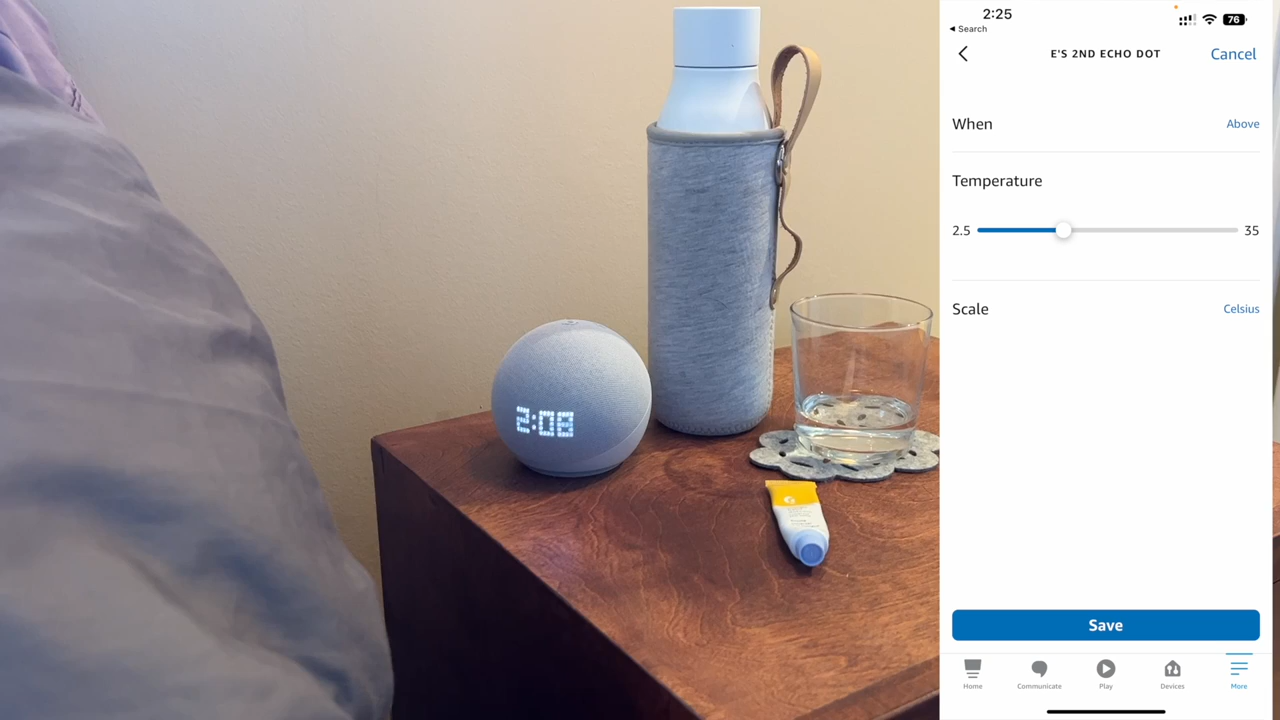 2:25
Search
76
E'S 2ND ECHO DOT
Cancel
When
Above
Temperature
2.5
35
Scale
Celsius
Save
Home
Communicate
Play
Devices
More
2:08